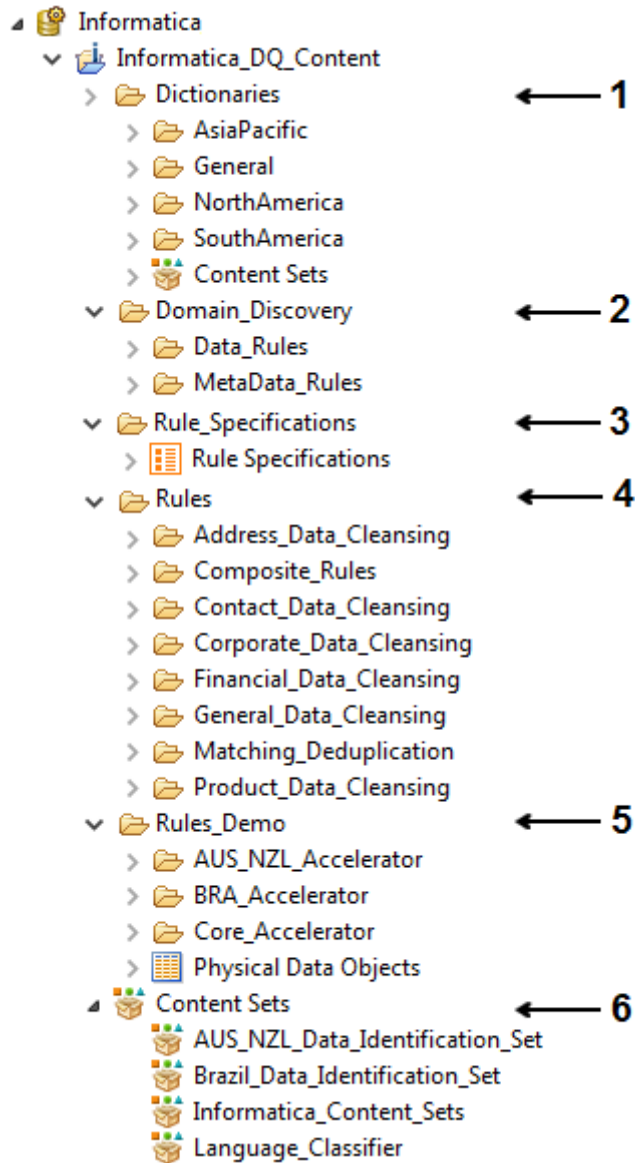 Informatica
Informatica_DQ_Content
Dictionaries 1
AsiaPacific
General
NorthAmerica
SouthAmerica
Content Sets
Domain_Discovery 2
Data_Rules
MetaData_Rules
Rule_Specifications 3
Rule Specifications
Rules 4
Address_Data_Cleansing
Composite_Rules
Contact_Data_Cleansing
Corporate_Data_Cleansing
Financial_Data_Cleansing
General_Data_Cleansing
Matching_Deduplication
Product_Data_Cleansing
Rules_Demo 5
AUS_NZL_Accelerator
BRA_Accelerator
Core_Accelerator
Physical Data Objects
Content Sets 6
AUS_NZL_Data_Identification_Set
Brazil_Data_Identification_Set
Informatica_Content_Sets
Language_Classifier